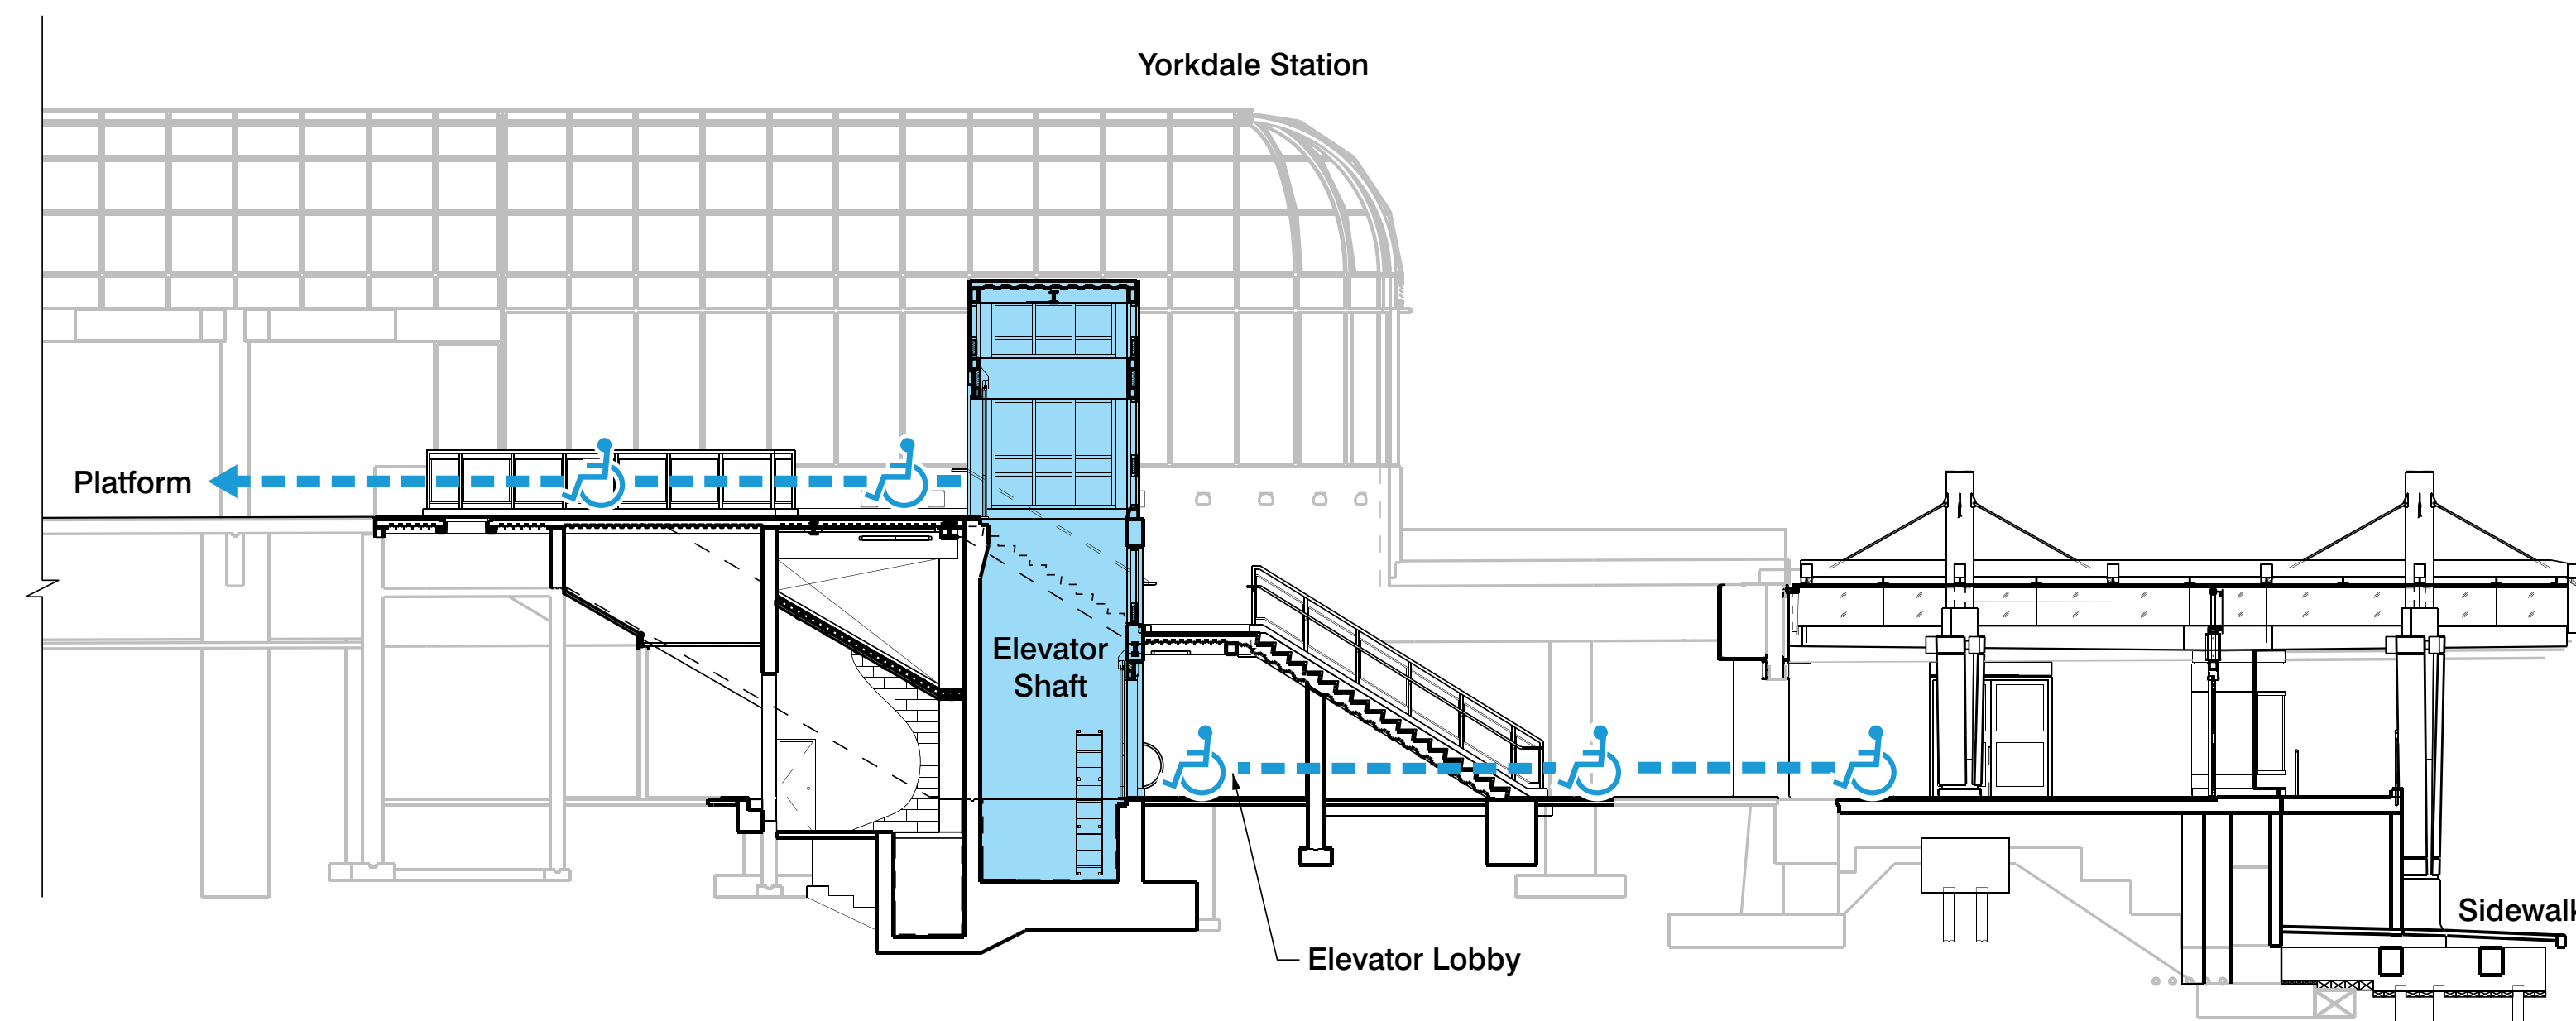 Yorkdale Station
Platform
Elevator
Shaft
Elevator Lobby
Sidewalk